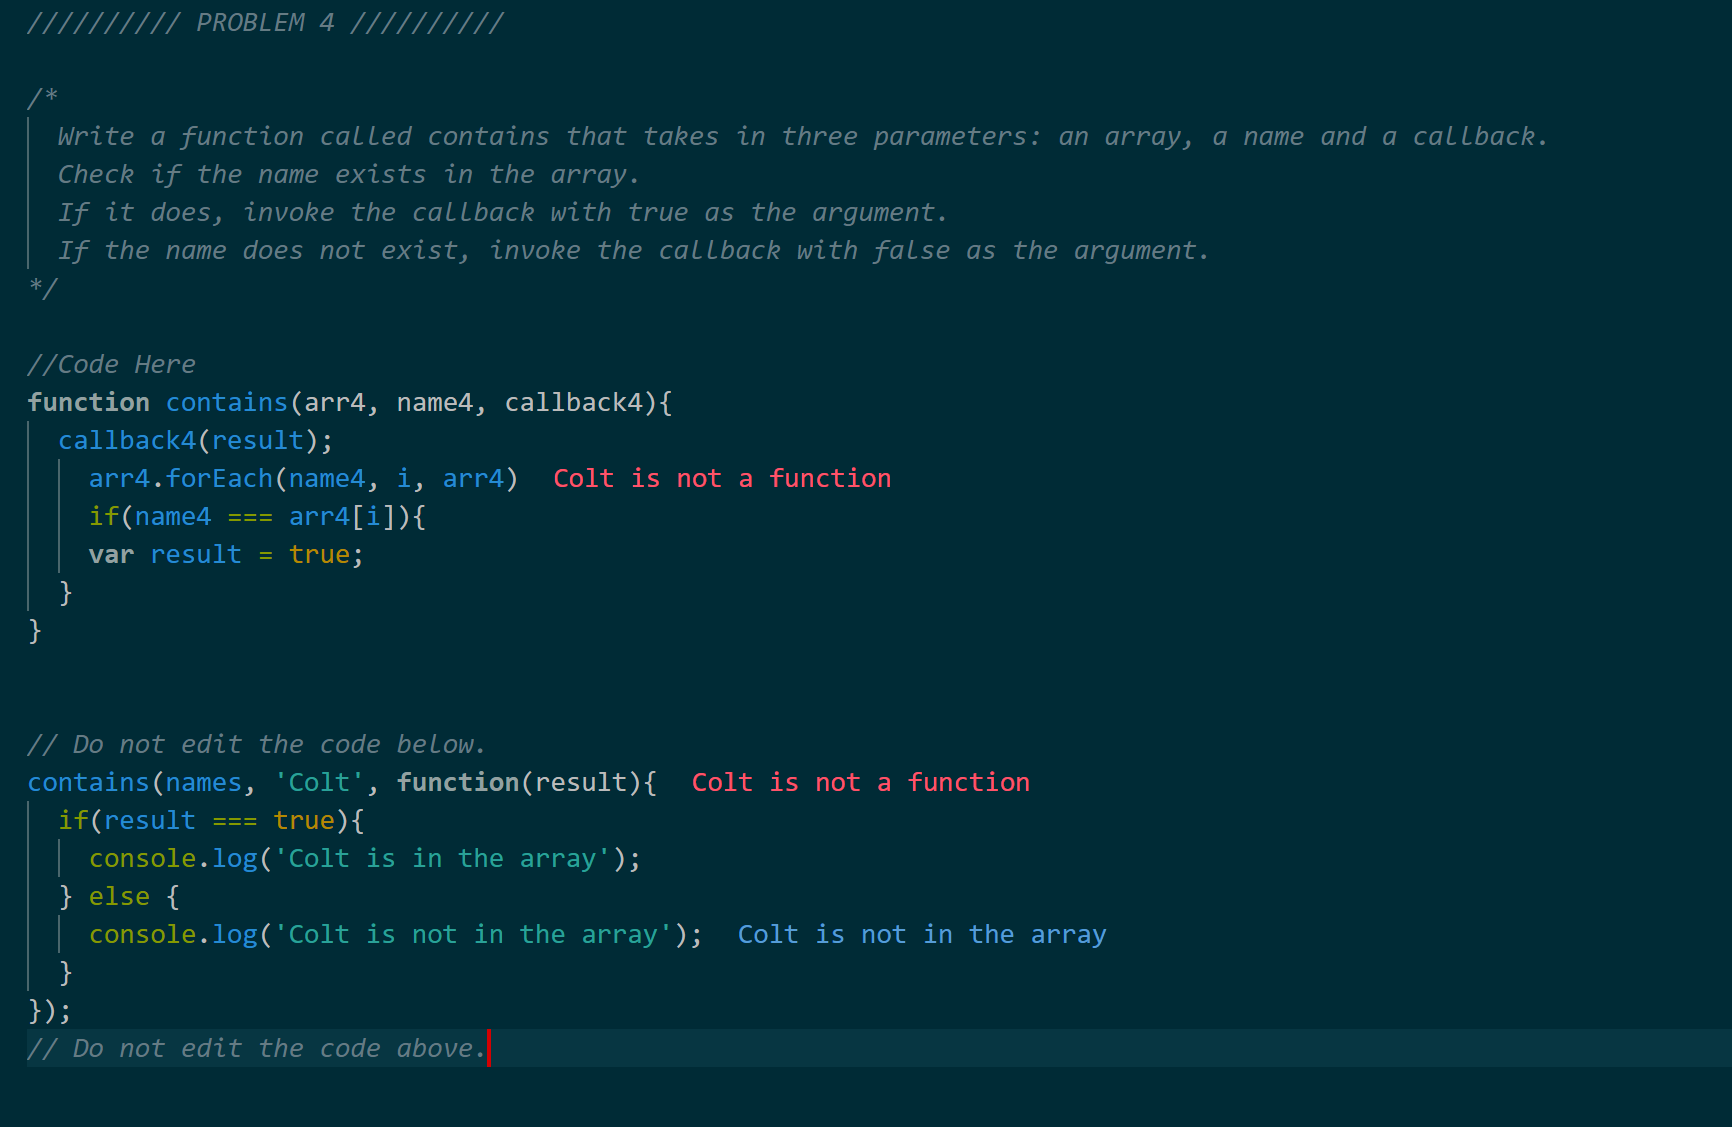 ////////// PROBLEM 4 //////////
/*
Write a function called contains that takes in three parameters: an array, a name and a callback.
Check if the name exists in the array.
If it does, invoke the callback with true as the argument.
If the name does not exist, invoke the callback with false as the argument.
*/
//Code Here
function contains(arr4, name4, callback4){
callback4(result);
arr4.forEach(name4, i, arr4) Colt is not a function
if(name4 === arr4[i]){
var result = true;
}
}
// Do not edit the code below.
contains(names, 'Colt', function(result){ Colt is not a function
if(result === true){
console.log('Colt is in the array');
} else {
console.log('Colt is not in the array'); Colt is not in the array
}
});
// Do not edit the code above.